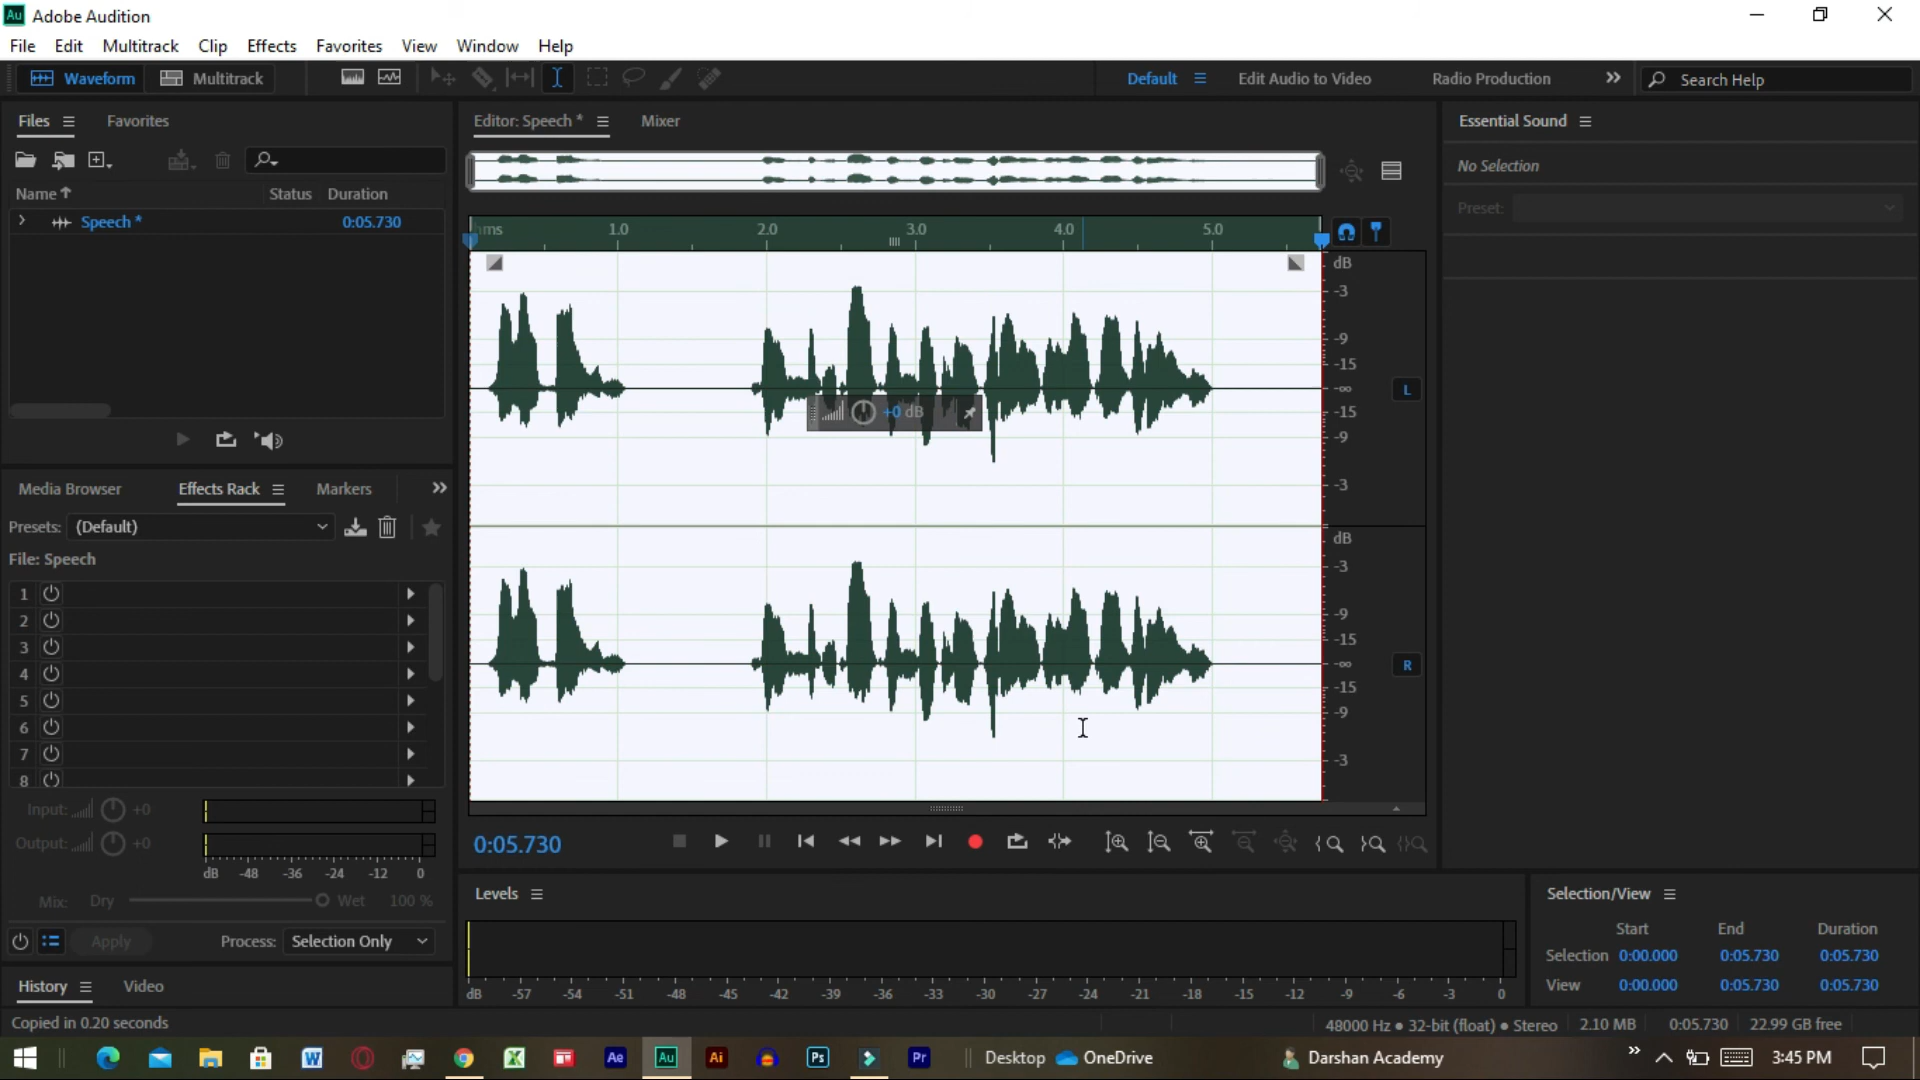 Au Adobe Audition
File Edit Multitrack Clip Effects Favorites View Window Help
Waveform Multitrack Default Edit Audio to Video Radio Production Search Help
Files Favorites
Name Status Duration
Speech * 0:05.730
Media Browser Effects Rack Markers
Presets: (Default)
File: Speech
1
2
3
4
5
6
7
8
Input: +0
Output: +0
dB -48 -36 -24 -12 0
Mix: Dry Wet 100 %
Apply Process: Selection Only
History Video
Copied in 0.20 seconds
Editor: Speech * Mixer
hms 1.0 2.0 3.0 4.0 5.0
dB
-3
-9
-15
-∞
-15
-9
-3
L
+0 dB
dB
-3
-9
-15
-∞
-15
-9
-3
R
0:05.730
Levels
dB -57 -54 -51 -48 -45 -42 -39 -36 -33 -30 -27 -24 -21 -18 -15 -12 -9 -6 -3 0
Essential Sound
No Selection
Preset:
Selection/View
Start End Duration
Selection 0:00.000 0:05.730 0:05.730
View 0:00.000 0:05.730 0:05.730
48000 Hz • 32-bit (float) • Stereo 2.10 MB 0:05.730 22.99 GB free
W Ae Au Ai Ps Pr Desktop OneDrive Darshan Academy 3:45 PM